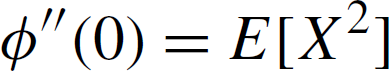 ϕ″(0) = E[X²]